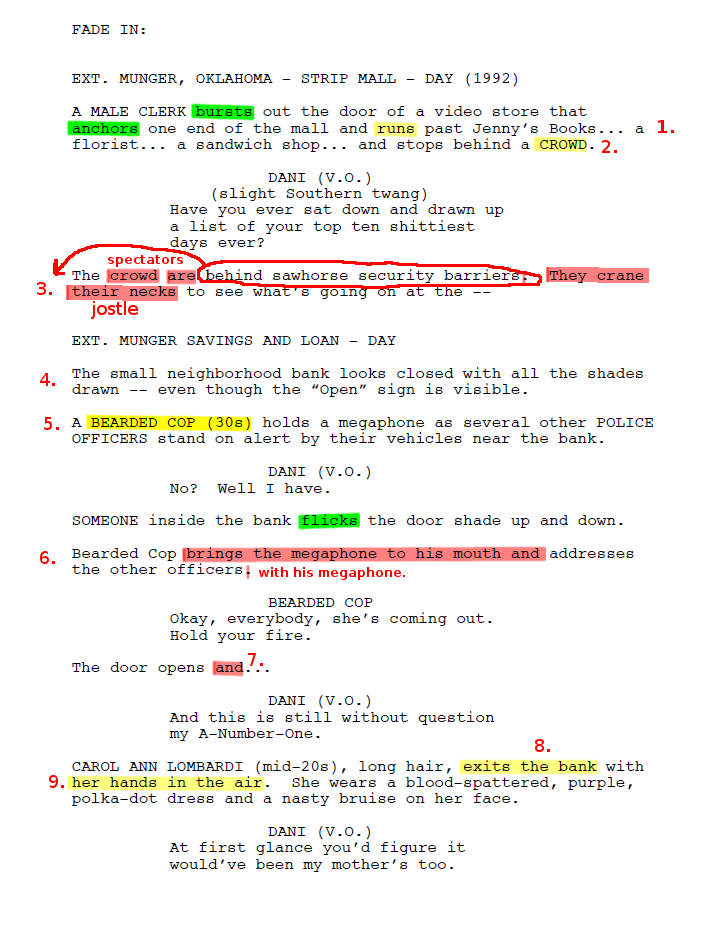 FADE IN:
EXT. MUNGER, OKLAHOMA – STRIP MALL – DAY (1992)
A MALE CLERK bursts out the door of a video store that
anchors one end of the mall and runs past Jenny's Books... a 1.
florist... a sandwich shop... and stops behind a CROWD. 2.
DANI (V.O.)
(slight Southern twang)
Have you ever sat down and drawn up
a list of your top ten shittiest
days ever?
spectators
The crowd are behind sawhorse security barriers. They crane
3. their necks to see what's going on at the --
jostle
EXT. MUNGER SAVINGS AND LOAN – DAY
4. The small neighborhood bank looks closed with all the shades
drawn -- even though the “Open” sign is visible.
5. A BEARDED COP (30s) holds a megaphone as several other POLICE
OFFICERS stand on alert by their vehicles near the bank.
DANI (V.O.)
No? Well I have.
SOMEONE inside the bank flicks the door shade up and down.
6. Bearded Cop brings the megaphone to his mouth and addresses
the other officers. with his megaphone.
BEARDED COP
Okay, everybody, she's coming out.
Hold your fire.
The door opens and... 7.
DANI (V.O.)
And this is still without question
my A-Number-One.
8.
CAROL ANN LOMBARDI (mid-20s), long hair, exits the bank with
9. her hands in the air. She wears a blood-spattered, purple,
polka-dot dress and a nasty bruise on her face.
DANI (V.O.)
At first glance you'd figure it
would've been my mother's too.